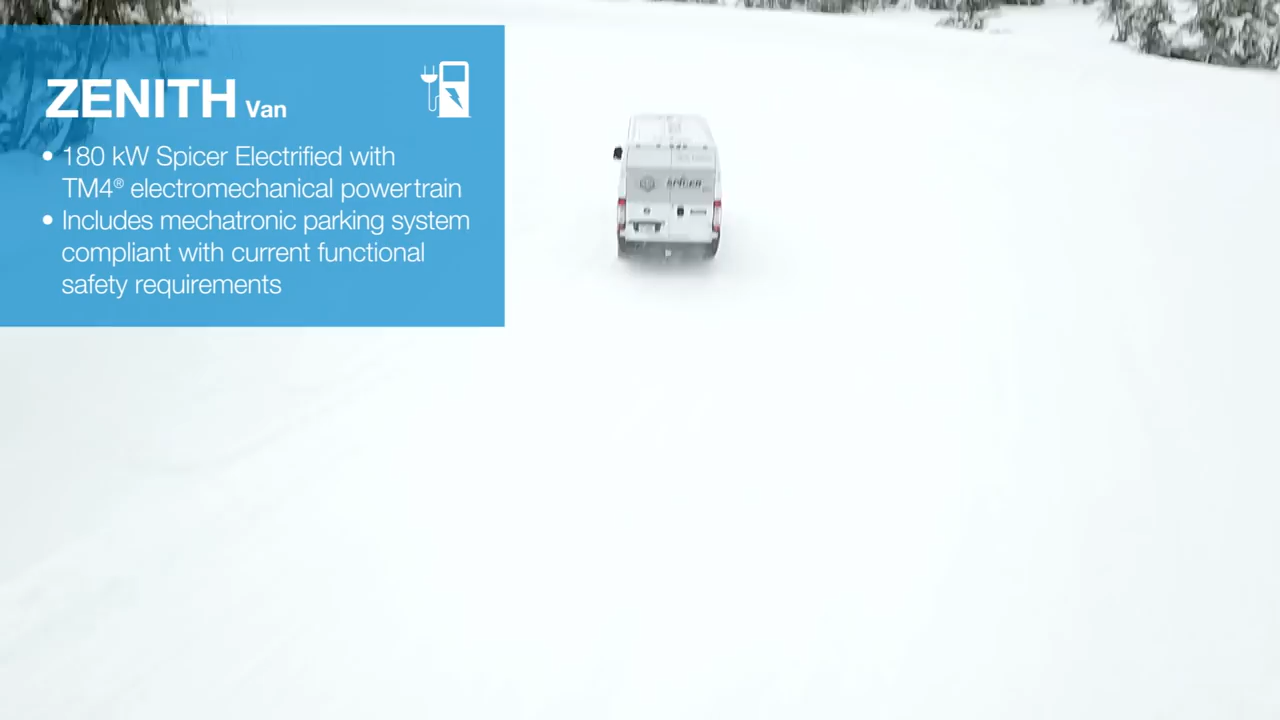 ZENITH Van
• 180 kW Spicer Electrified with
TM4® electromechanical powertrain
• Includes mechatronic parking system
compliant with current functional
safety requirements
SPICER